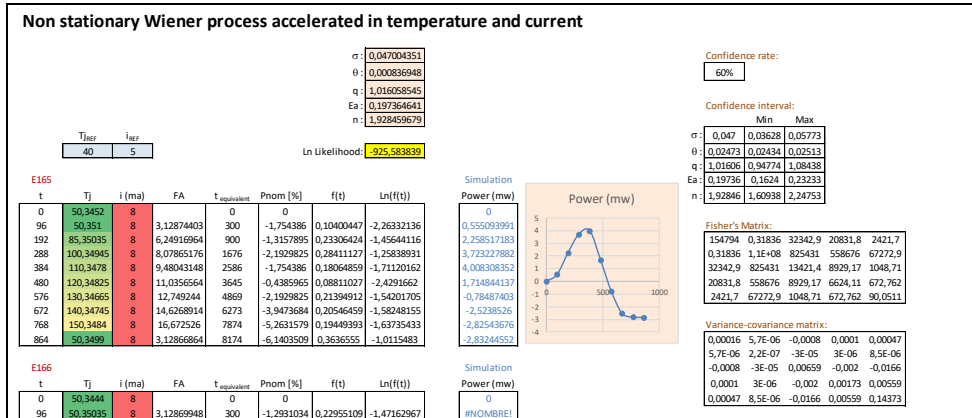 Non stationary Wiener process accelerated in temperature and current
σ : 0,047004351
θ : 0,000836948
q : 1,016058545
Ea : 0,197364641
n : 1,928459679
Confidence rate:
60%
Confidence interval:
Min Max
σ : 0,047 0,03628 0,05773
θ : 0,02473 0,02434 0,02513
q : 1,01606 0,94774 1,08438
Ea : 0,19736 0,1624 0,23233
n : 1,92846 1,60938 2,24753
TjREF iREF
40 5
Ln Likelihood: -925,583839
E165
t Tj i (ma) FA t equivalent Pnom [%] f(t) Ln(f(t))
0 50,3452 8 0 0
96 50,351 8 3,12874403 300 -1,754386 0,10400447 -2,26332136
192 85,35035 8 6,24916964 900 -1,3157895 0,23306424 -1,45644116
288 100,34945 8 8,07865176 1676 -2,1929825 0,28411127 -1,25838931
384 110,3478 8 9,48043148 2586 -1,754386 0,18064859 -1,71120162
480 120,34825 8 11,0356564 3645 -0,4385965 0,08811027 -2,4291662
576 130,34665 8 12,749244 4869 -2,1929825 0,21394912 -1,54201705
672 140,34745 8 14,6268914 6273 -3,9473684 0,20546459 -1,58248155
768 150,3484 8 16,672526 7874 -5,2631579 0,19449393 -1,63735433
864 50,3499 8 3,12866864 8174 -6,1403509 0,3636555 -1,0115483
Simulation
Power (mw)
0
0,555093991
2,258517183
3,723227882
4,008308352
1,714844137
-0,78487403
-2,5238526
-2,82543676
-2,83244552
Power (mw)
5
4
3
2
1
0
-1
-2
-3
-4
0 500 1000
Fisher's Matrix:
154794 0,31836 32342,9 20831,8 2421,7
0,31836 1,1E+08 825431 558676 67272,9
32342,9 825431 13421,4 8929,17 1048,71
20831,8 558676 8929,17 6624,11 672,762
2421,7 67272,9 1048,71 672,762 90,0511
Variance-covariance matrix:
0,00016 5,7E-06 -0,0008 0,0001 0,00047
5,7E-06 2,2E-07 -3E-05 3E-06 8,5E-06
-0,0008 -3E-05 0,00659 -0,002 -0,0166
0,0001 3E-06 -0,002 0,00173 0,00559
0,00047 8,5E-06 -0,0166 0,00559 0,14373
E166
t Tj i (ma) FA t equivalent Pnom [%] f(t) Ln(f(t))
0 50,3444 8 0 0
96 50,35035 8 3,12869948 300 -1,2931034 0,22955109 -1,47162967
Simulation
Power (mw)
0
#NOMBRE!